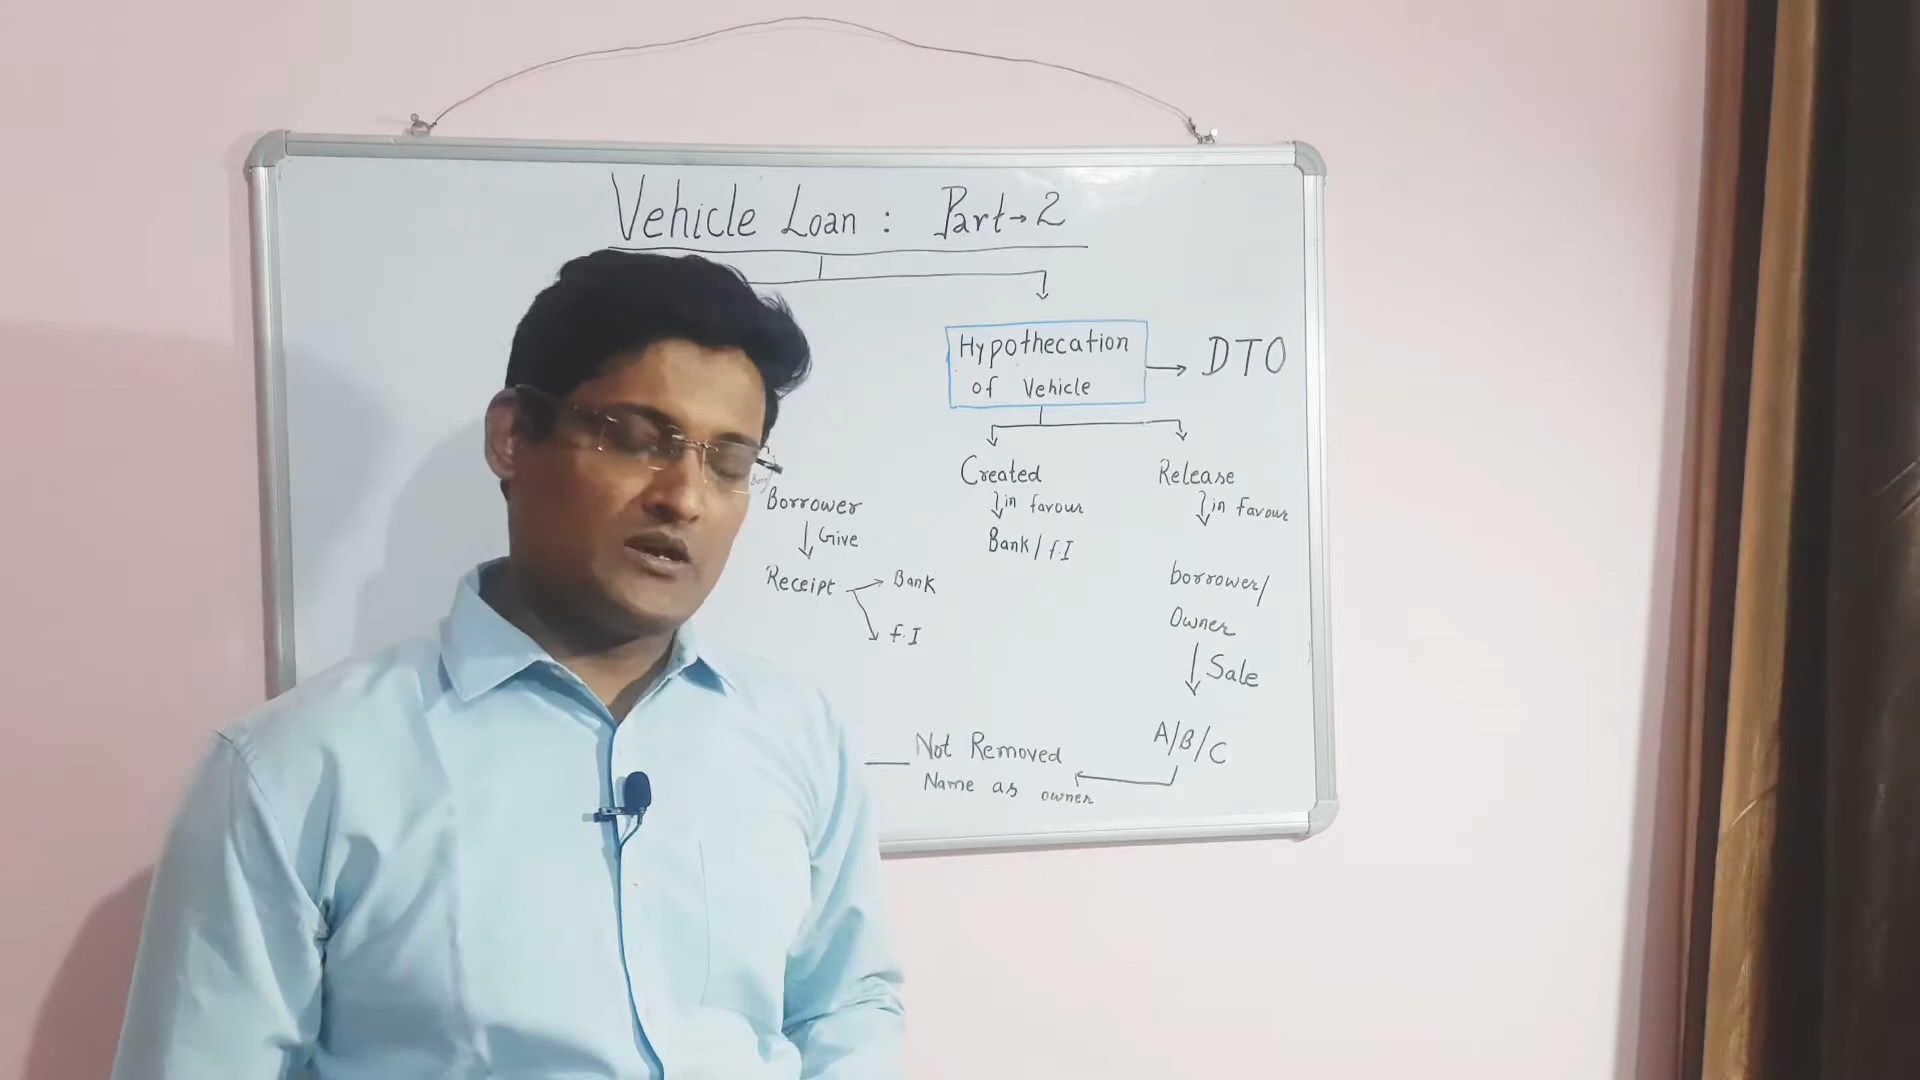 Vehicle Loan : Part→2
Hypothecation
of Vehicle
DTO
Borrower
Give
Receipt
Bank
F.I
Created
in favour
Bank/F.I
Release
in favour
borrower/
Owner
Sale
A/B/C
Not Removed
Name as owner